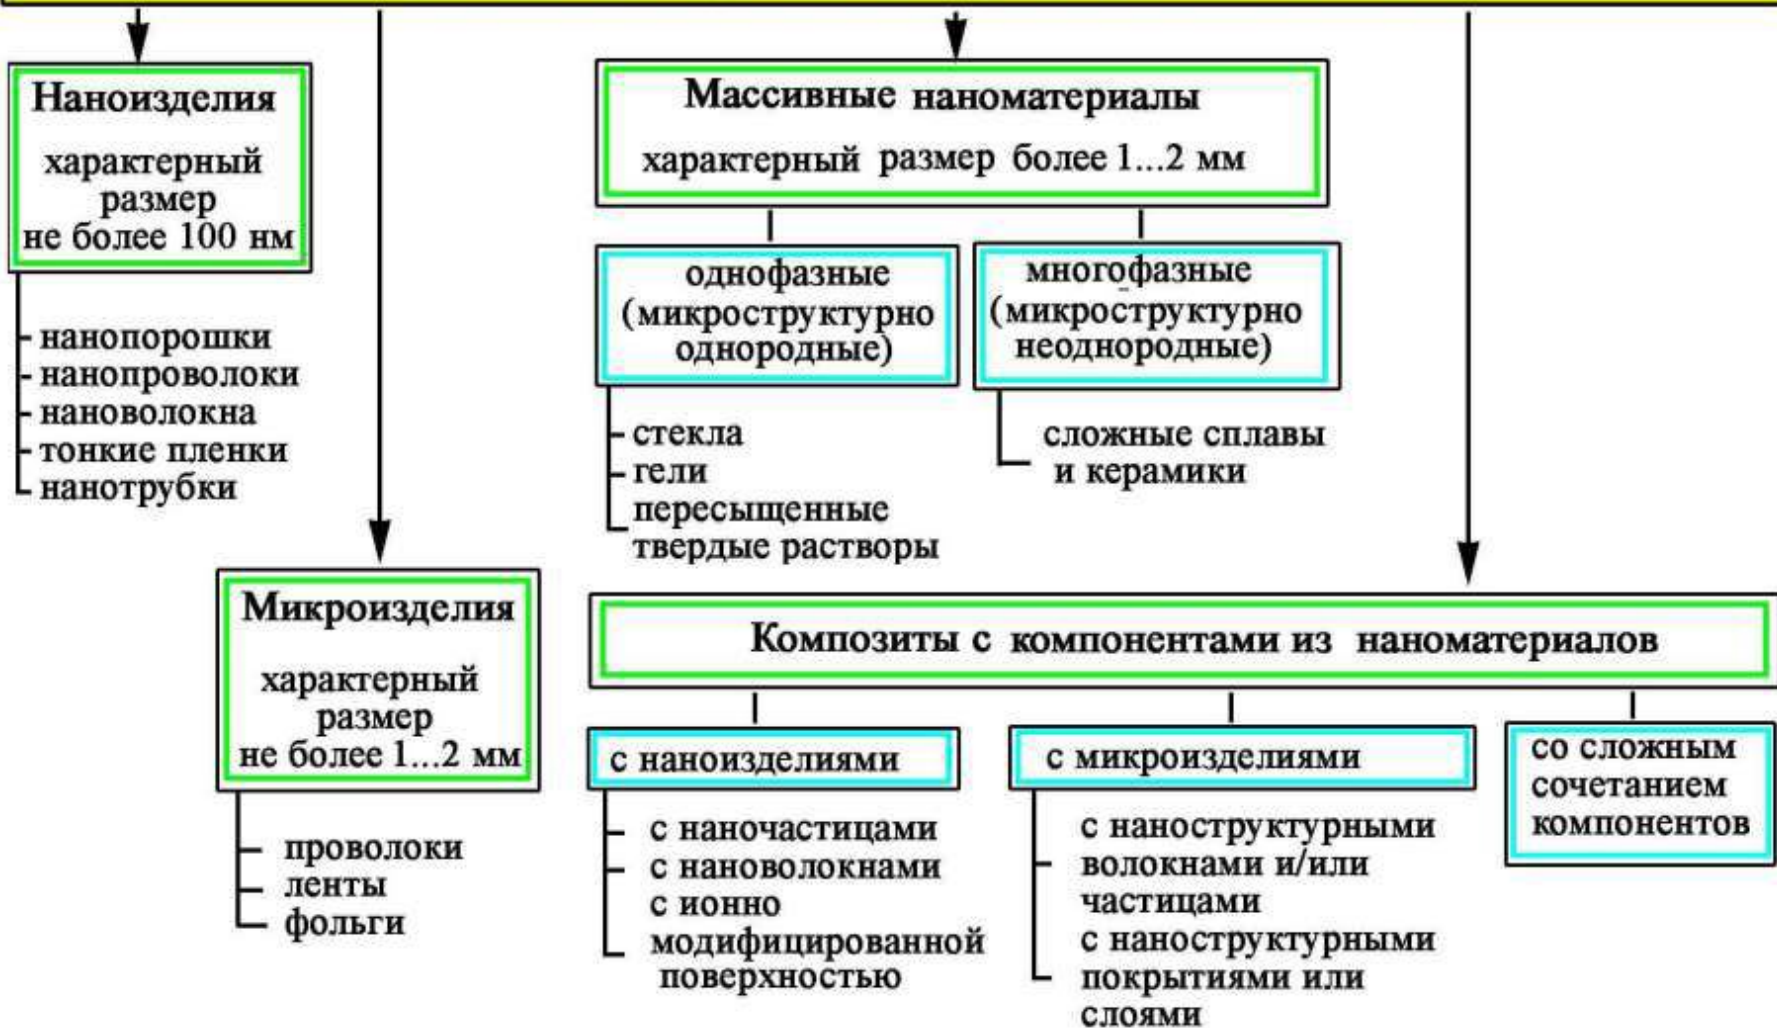 Наноизделия
характерный
размер
не более 100 нм
нанопорошки
нанопроволоки
нановолокна
тонкие пленки
нанотрубки
Микроизделия
характерный
размер
не более 1...2 мм
проволоки
ленты
фольги
Массивные наноматериалы
характерный размер более 1...2 мм
однофазные
(микроструктурно
однородные)
стекла
гели
пересыщенные
твердые растворы
многофазные
(микроструктурно
неоднородные)
сложные сплавы
и керамики
Композиты с компонентами из наноматериалов
с наноизделиями
с наночастицами
с нановолокнами
с ионно
модифицированной
поверхностью
с микроизделиями
с наноструктурными
волокнами и/или
частицами
с наноструктурными
покрытиями или
слоями
со сложным
сочетанием
компонентов